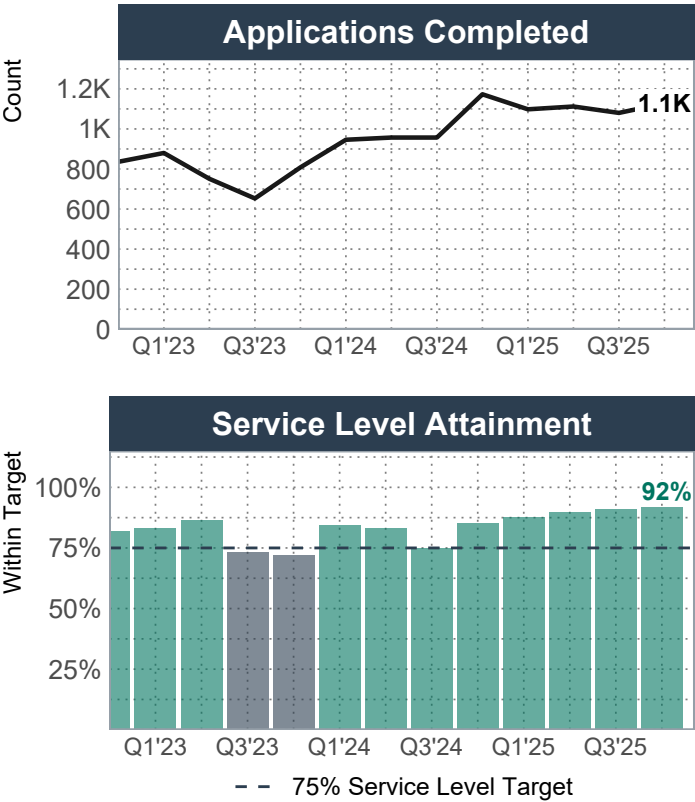 Applications Completed
Count
1.2K
1K
800
600
400
200
0
1.1K
Q1'23 Q3'23 Q1'24 Q3'24 Q1'25 Q3'25
Service Level Attainment
Within Target
100%
75%
50%
25%
92%
Q1'23 Q3'23 Q1'24 Q3'24 Q1'25 Q3'25
75% Service Level Target